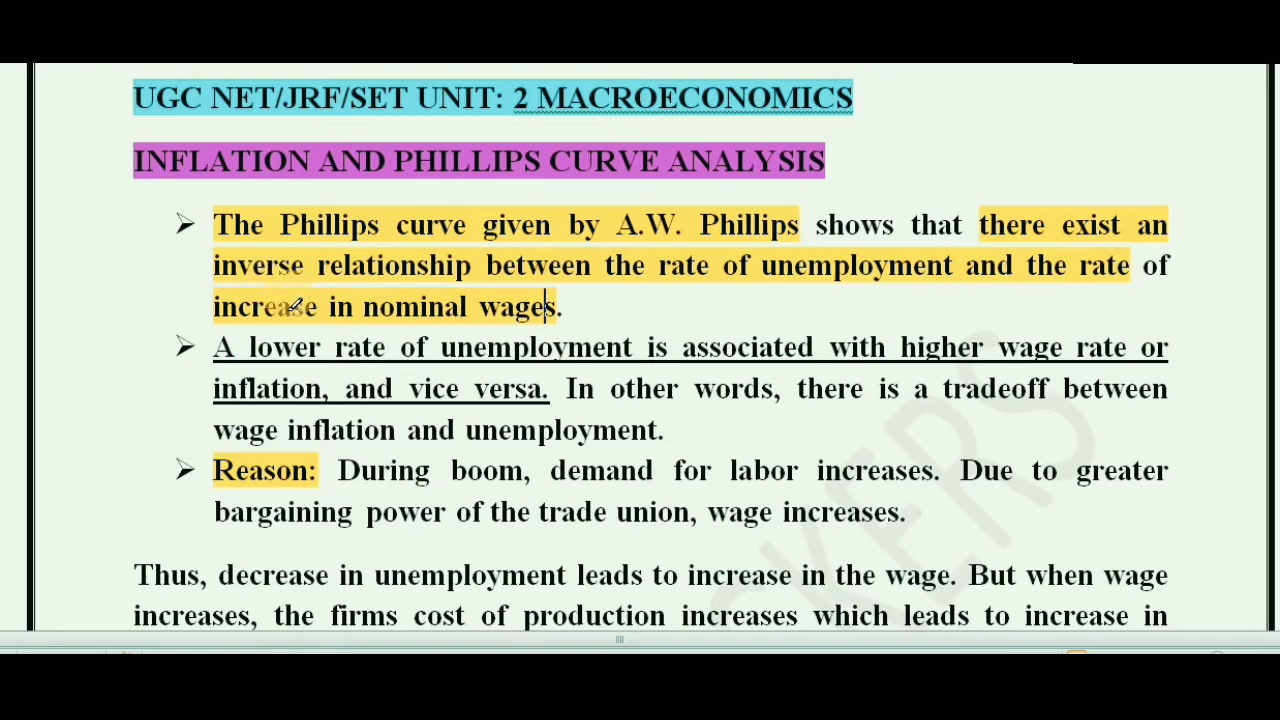 UGC NET/JRF/SET UNIT: 2 MACROECONOMICS
INFLATION AND PHILLIPS CURVE ANALYSIS
➢ The Phillips curve given by A.W. Phillips shows that there exist an
inverse relationship between the rate of unemployment and the rate of
increase in nominal wages.
➢ A lower rate of unemployment is associated with higher wage rate or
inflation, and vice versa. In other words, there is a tradeoff between
wage inflation and unemployment.
➢ Reason: During boom, demand for labor increases. Due to greater
bargaining power of the trade union, wage increases.
Thus, decrease in unemployment leads to increase in the wage. But when wage
increases, the firms cost of production increases which leads to increase in